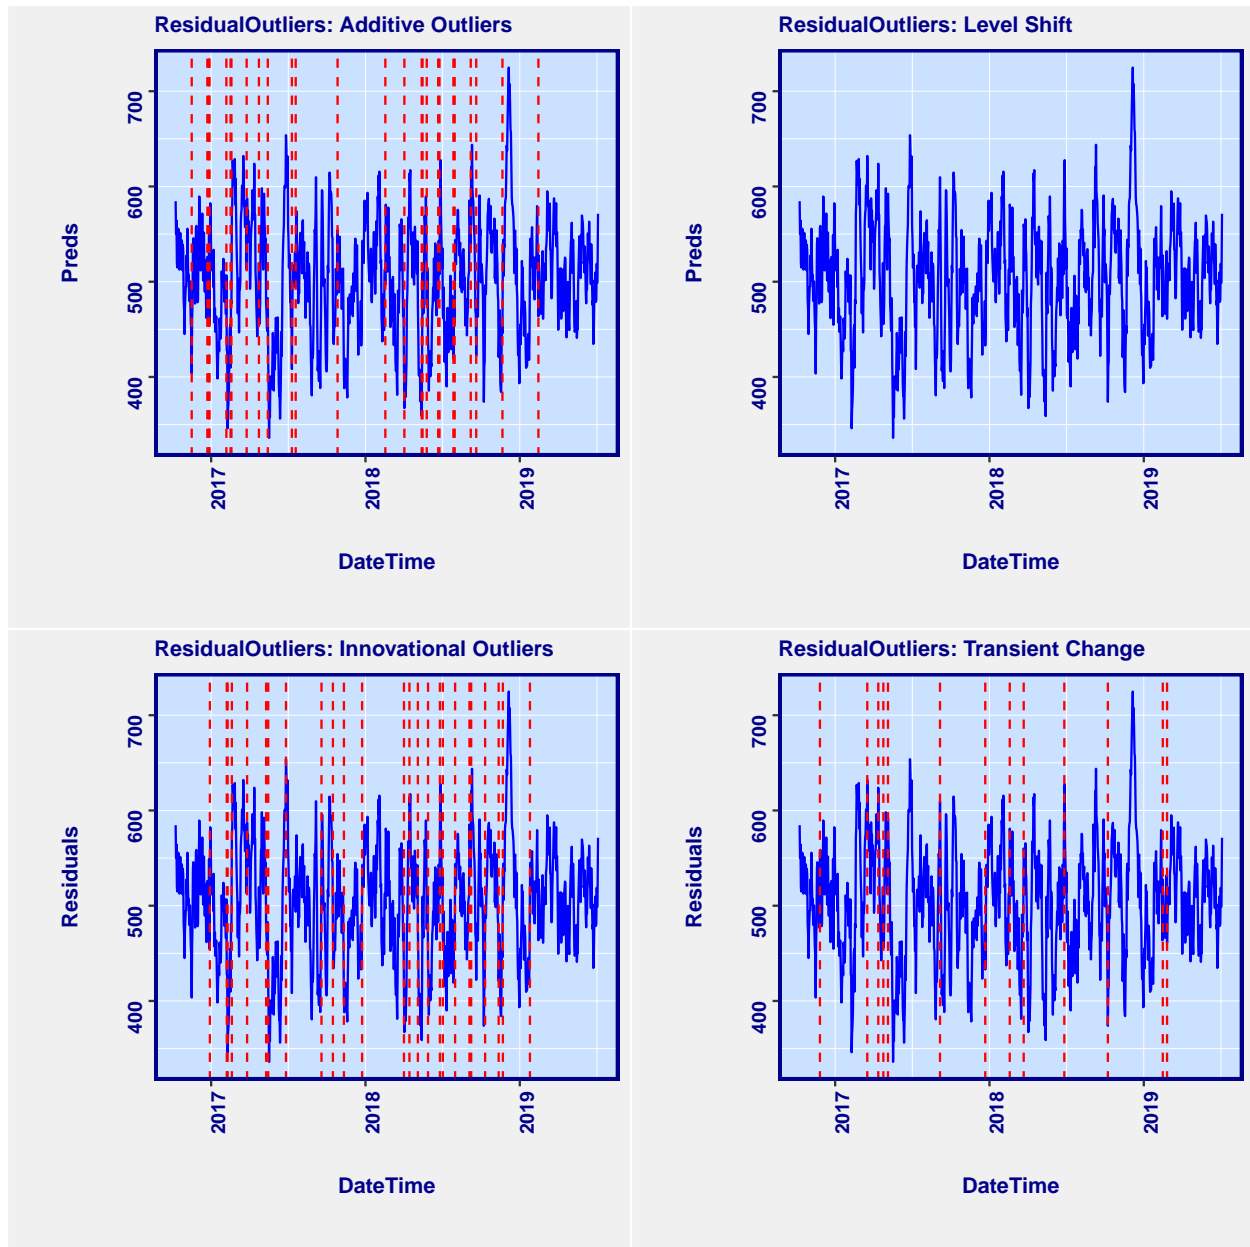 ResidualOutliers: Additive Outliers
700
600
500
400
Preds
2017
2018
2019
DateTime
ResidualOutliers: Level Shift
700
600
500
400
Preds
2017
2018
2019
DateTime
ResidualOutliers: Innovational Outliers
700
600
500
400
Residuals
2017
2018
2019
DateTime
ResidualOutliers: Transient Change
700
600
500
400
Residuals
2017
2018
2019
DateTime